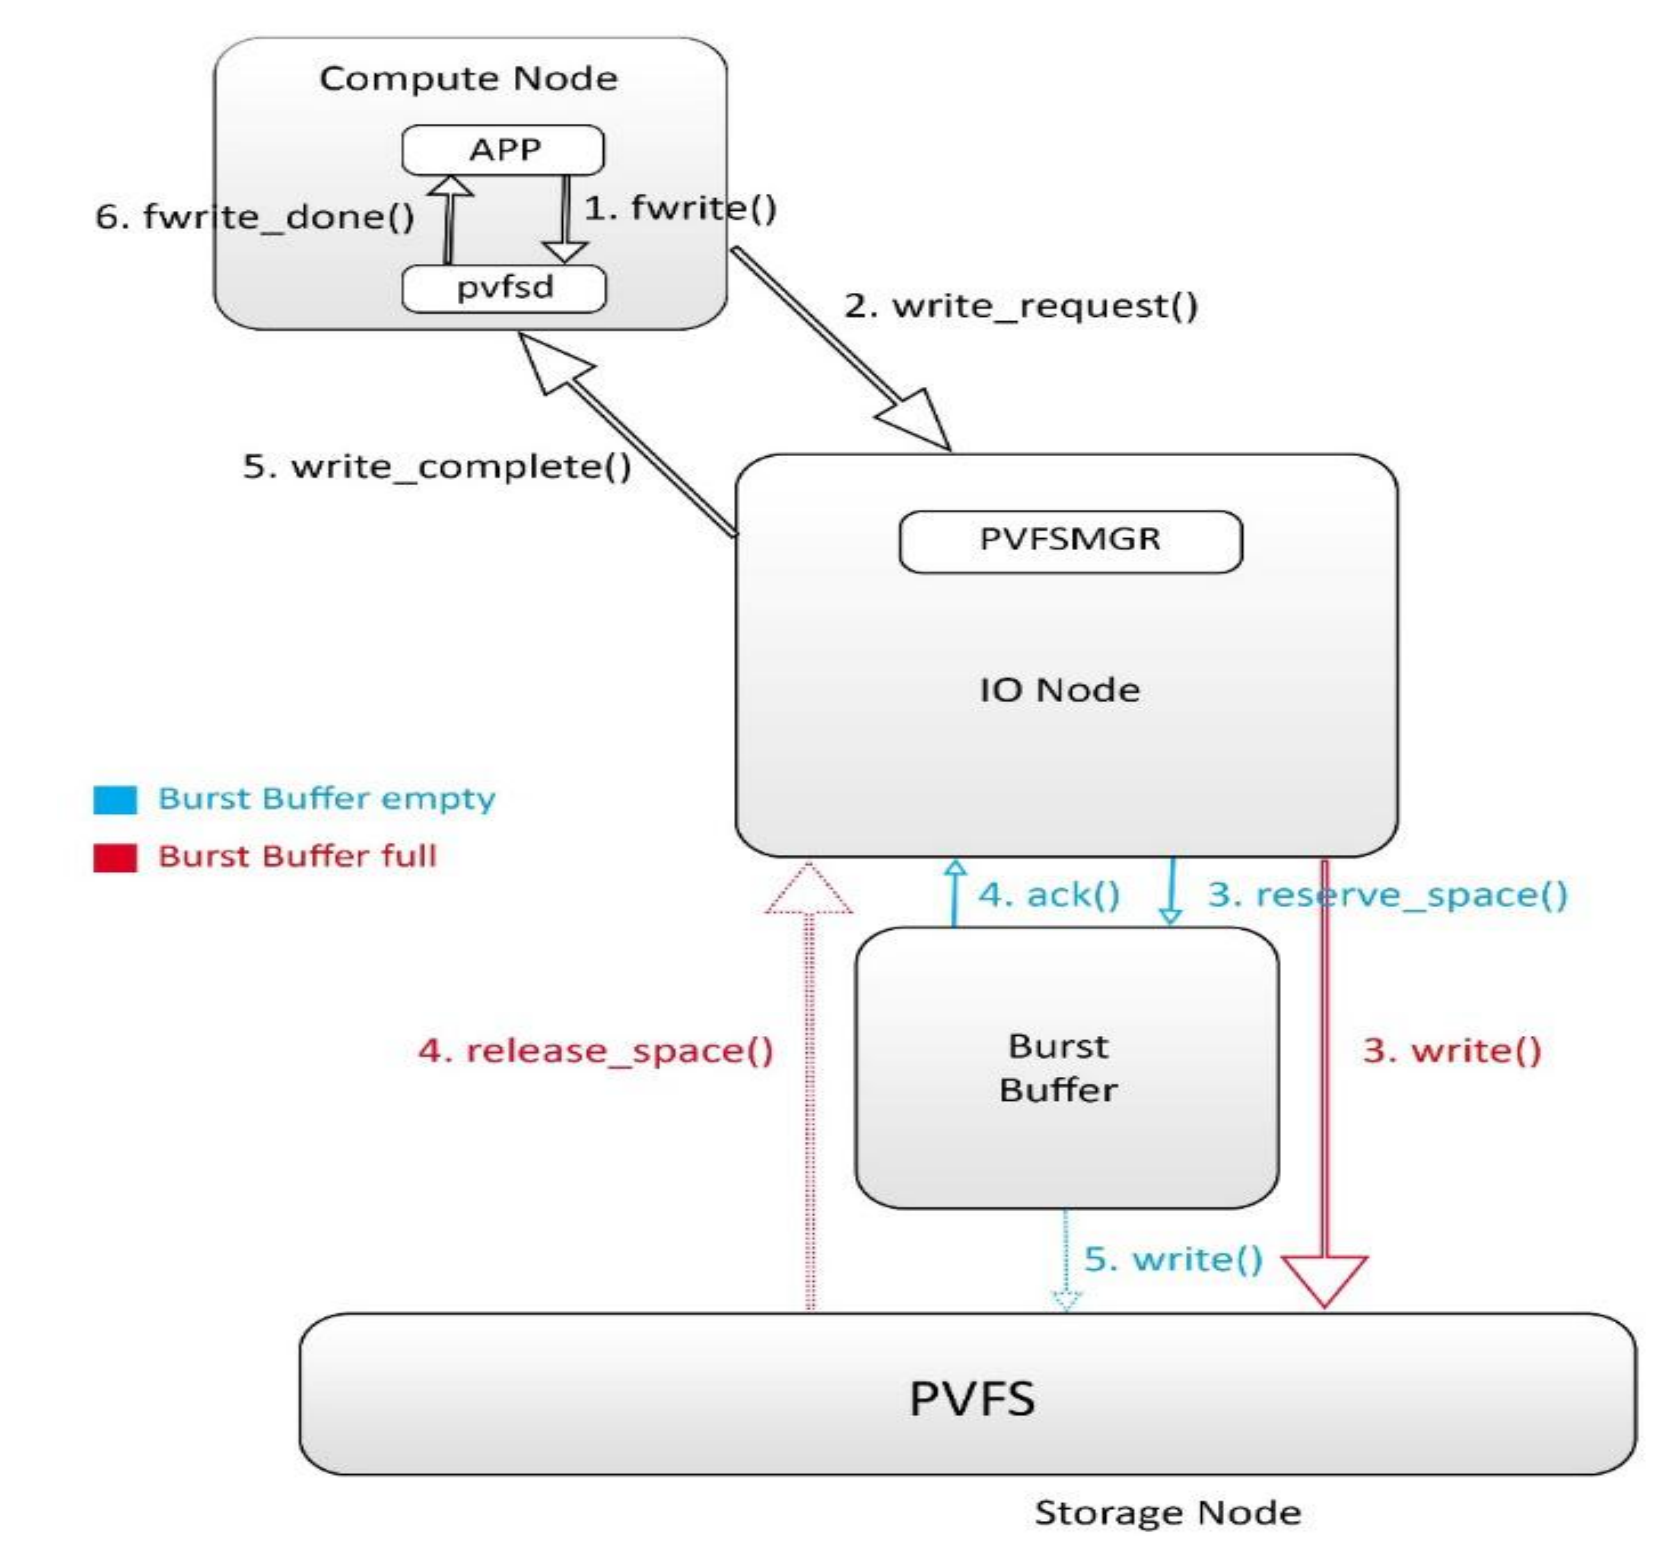 Compute Node
APP
6. fwrite_done()
1. fwrite()
pvfsd
2. write_request()
5. write_complete()
PVFSMGR
IO Node
Burst Buffer empty
Burst Buffer full
4. ack()
3. reserve_space()
4. release_space()
Burst
Buffer
3. write()
5. write()
PVFS
Storage Node